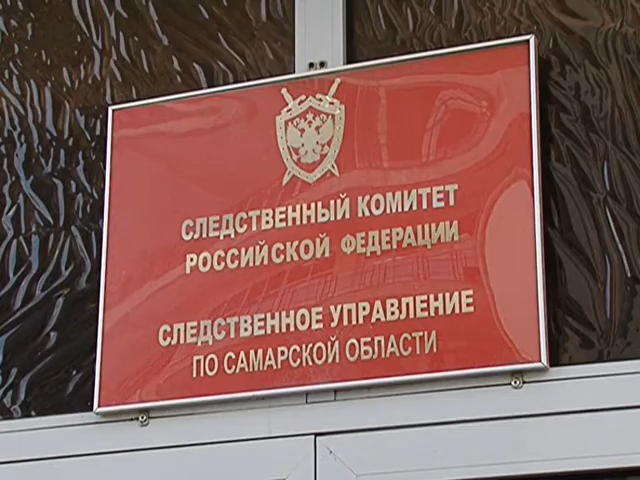 СЛЕДСТВЕННЫЙ КОМИТЕТ
РОССИЙСКОЙ ФЕДЕРАЦИИ
СЛЕДСТВЕННОЕ УПРАВЛЕНИЕ
ПО САМАРСКОЙ ОБЛАСТИ